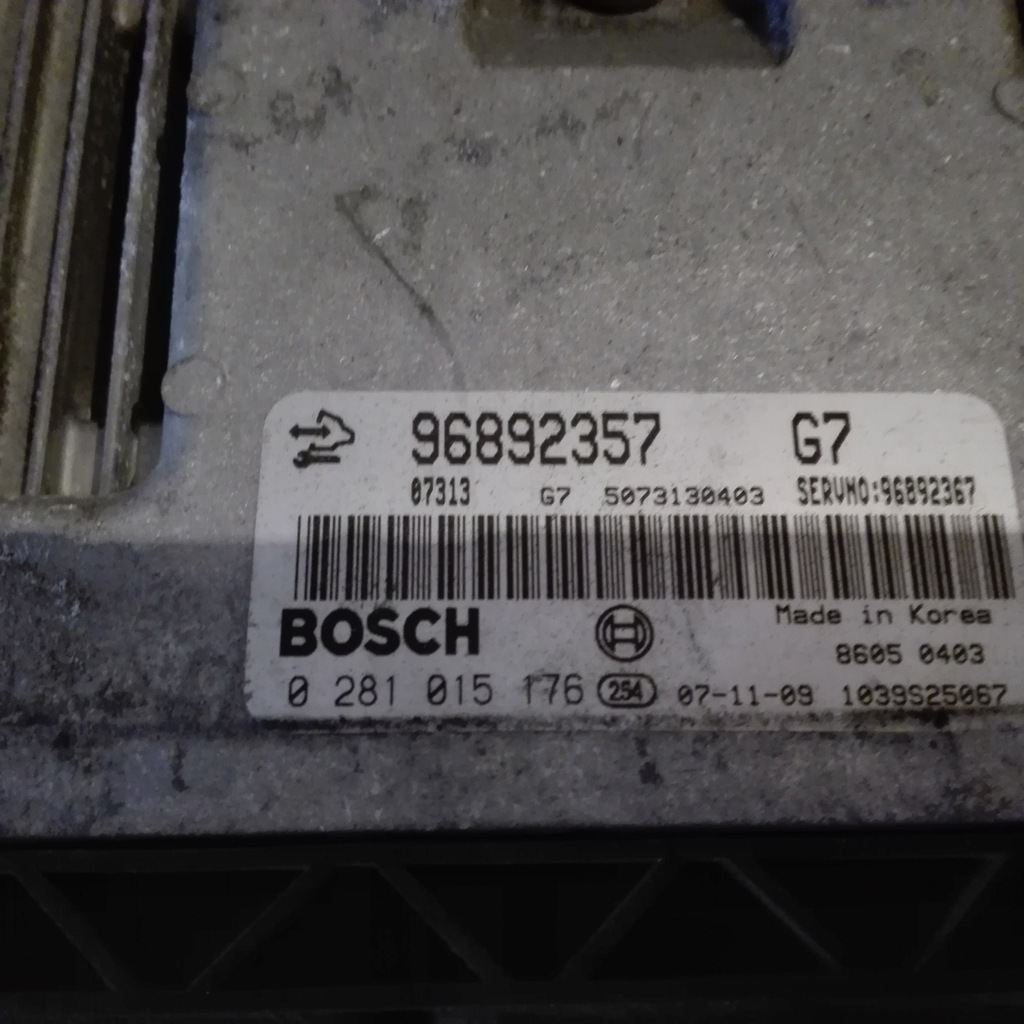 96892357 G7
07313 G7 5073130403 SERVNO:96892367
BOSCH
Made in Korea
8605 0403
0 281 015 176 254 07-11-09 1039S25067